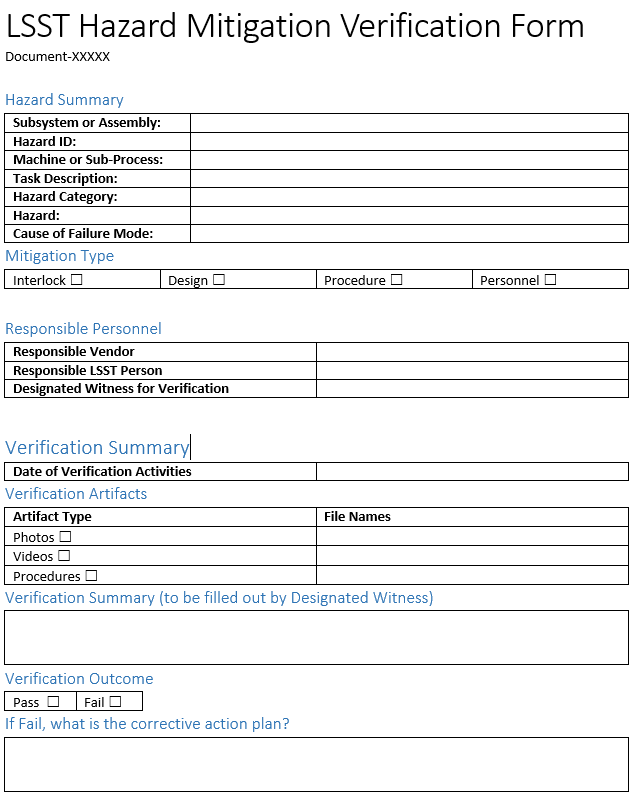 LSST Hazard Mitigation Verification Form
Document-XXXXX
Hazard Summary
Subsystem or Assembly:
Hazard ID:
Machine or Sub-Process:
Task Description:
Hazard Category:
Hazard:
Cause of Failure Mode:
Mitigation Type
Interlock ☐ Design ☐ Procedure ☐ Personnel ☐
Responsible Personnel
Responsible Vendor
Responsible LSST Person
Designated Witness for Verification
Verification Summary
Date of Verification Activities
Verification Artifacts
Artifact Type File Names
Photos ☐
Videos ☐
Procedures ☐
Verification Summary (to be filled out by Designated Witness)
Verification Outcome
Pass ☐ Fail ☐
If Fail, what is the corrective action plan?